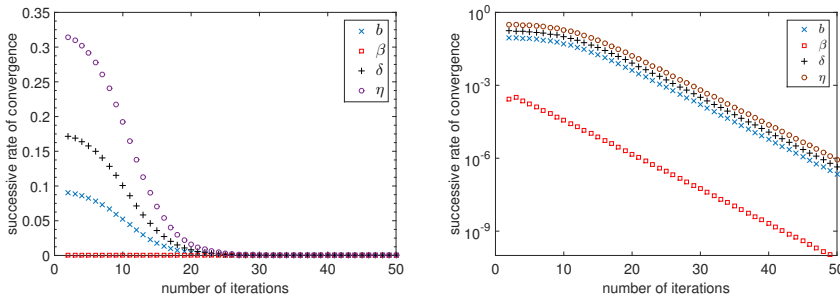 0.35
0.3
0.25
0.2
0.15
0.1
0.05
0
0
10
20
30
40
50
number of iterations
successive rate of convergence
b
β
δ
η
10^0
10^-3
10^-6
10^-9
0
10
20
30
40
50
number of iterations
successive rate of convergence
b
β
δ
η